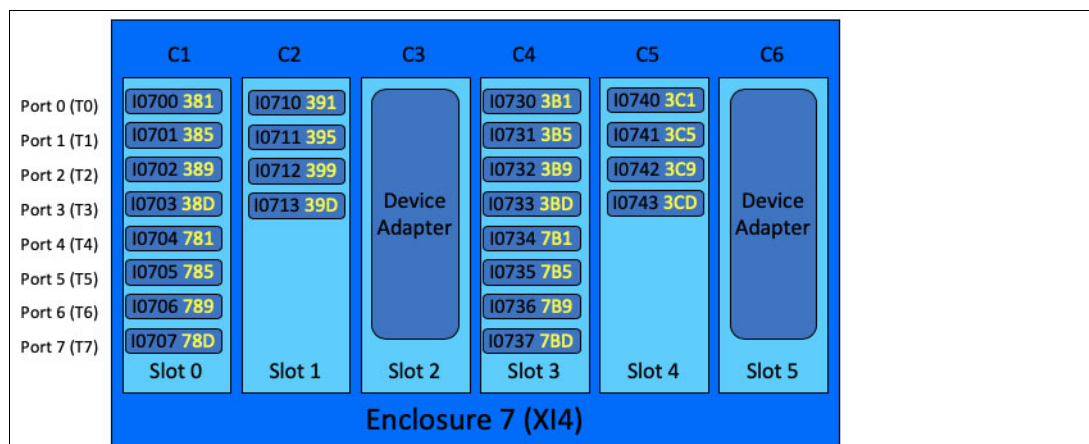 C1 C2 C3 C4 C5 C6
Port 0 (T0) I0700 381 I0710 391 I0730 3B1 I0740 3C1
Port 1 (T1) I0701 385 I0711 395 I0731 3B5 I0741 3C5
Port 2 (T2) I0702 389 I0712 399 I0732 3B9 I0742 3C9
Port 3 (T3) I0703 38D I0713 39D Device I0733 3BD I0743 3CD Device
Port 4 (T4) I0704 781 Adapter I0734 7B1 Adapter
Port 5 (T5) I0705 785 I0735 7B5
Port 6 (T6) I0706 789 I0736 7B9
Port 7 (T7) I0707 78D I0737 7BD
Slot 0 Slot 1 Slot 2 Slot 3 Slot 4 Slot 5
Enclosure 7 (XI4)